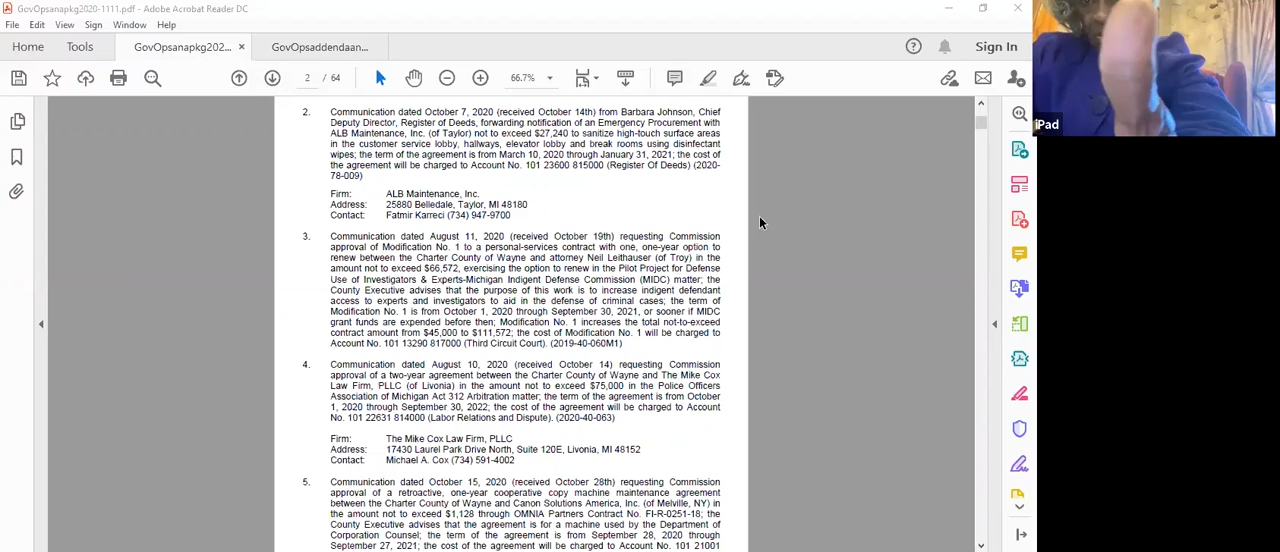 GovOpsanapkg2020-1111.pdf - Adobe Acrobat Reader DC
File Edit View Sign Window Help
Home Tools GovOpsanapkg202... × GovOpsaddendaan... Sign In
2 / 64 66.7%
2. Communication dated October 7, 2020 (received October 14th) from Barbara Johnson, Chief
Deputy Director, Register of Deeds, forwarding notification of an Emergency Procurement with
ALB Maintenance, Inc. (of Taylor) not to exceed $27,240 to sanitize high-touch surface areas
in the customer service lobby, hallways, elevator lobby and break rooms using disinfectant
wipes; the term of the agreement is from March 10, 2020 through January 31, 2021; the cost of
the agreement will be charged to Account No. 101 23600 815000 (Register Of Deeds) (2020-
78-009)
Firm: ALB Maintenance, Inc.
Address: 25880 Belledale, Taylor, MI 48180
Contact: Fatmir Karreci (734) 947-9700
3. Communication dated August 11, 2020 (received October 19th) requesting Commission
approval of Modification No. 1 to a personal-services contract with one, one-year option to
renew between the Charter County of Wayne and attorney Neil Leithauser (of Troy) in the
amount not to exceed $66,572, exercising the option to renew in the Pilot Project for Defense
Use of Investigators & Experts-Michigan Indigent Defense Commission (MIDC) matter; the
County Executive advises that the purpose of this work is to increase indigent defendant
access to experts and investigators to aid in the defense of criminal cases; the term of
Modification No. 1 is from October 1, 2020 through September 30, 2021, or sooner if MIDC
grant funds are expended before then; Modification No. 1 increases the total not-to-exceed
contract amount from $45,000 to $111,572; the cost of Modification No. 1 will be charged to
Account No. 101 13290 817000 (Third Circuit Court). (2019-40-060M1)
4. Communication dated August 10, 2020 (received October 14) requesting Commission
approval of a two-year agreement between the Charter County of Wayne and The Mike Cox
Law Firm, PLLC (of Livonia) in the amount not to exceed $75,000 in the Police Officers
Association of Michigan Act 312 Arbitration matter; the term of the agreement is from October
1, 2020 through September 30, 2022; the cost of the agreement will be charged to Account
No. 101 22631 814000 (Labor Relations and Dispute). (2020-40-063)
Firm: The Mike Cox Law Firm, PLLC
Address: 17430 Laurel Park Drive North, Suite 120E, Livonia, MI 48152
Contact: Michael A. Cox (734) 591-4002
5. Communication dated October 15, 2020 (received October 28th) requesting Commission
approval of a retroactive, one-year cooperative copy machine maintenance agreement
between the Charter County of Wayne and Canon Solutions America, Inc. (of Melville, NY) in
the amount not to exceed $1,128 through OMNIA Partners Contract No. FI-R-0251-18; the
County Executive advises that the agreement is for a machine used by the Department of
Corporation Counsel; the term of the agreement is from September 28, 2020 through
September 27, 2021; the cost of the agreement will be charged to Account No. 101 21001
iPad